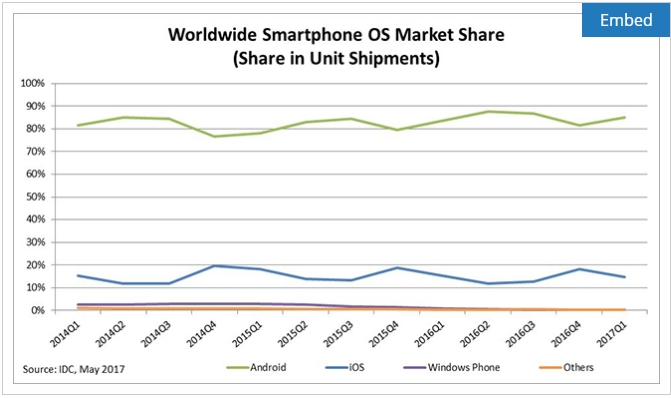 Embed
Worldwide Smartphone OS Market Share
(Share in Unit Shipments)
100%
90%
80%
70%
60%
50%
40%
30%
20%
10%
0%
2014Q1
2014Q2
2014Q3
2014Q4
2015Q1
2015Q2
2015Q3
2015Q4
2016Q1
2016Q2
2016Q3
2016Q4
2017Q1
Source: IDC, May 2017
Android
iOS
Windows Phone
Others